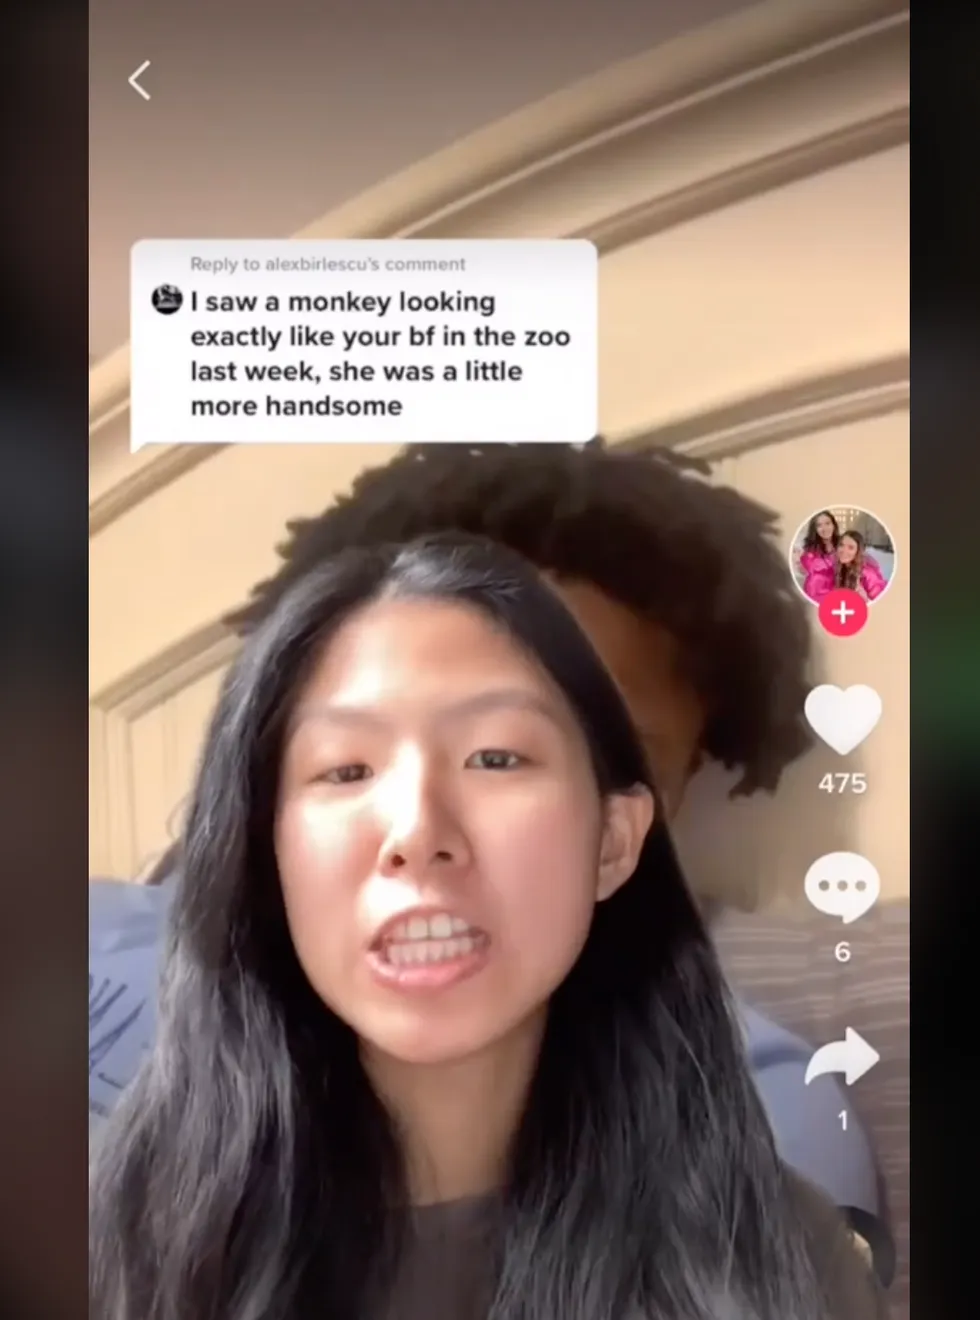 Reply to alexbirlescu's comment
I saw a monkey looking
exactly like your bf in the zoo
last week, she was a little
more handsome
475
6
1